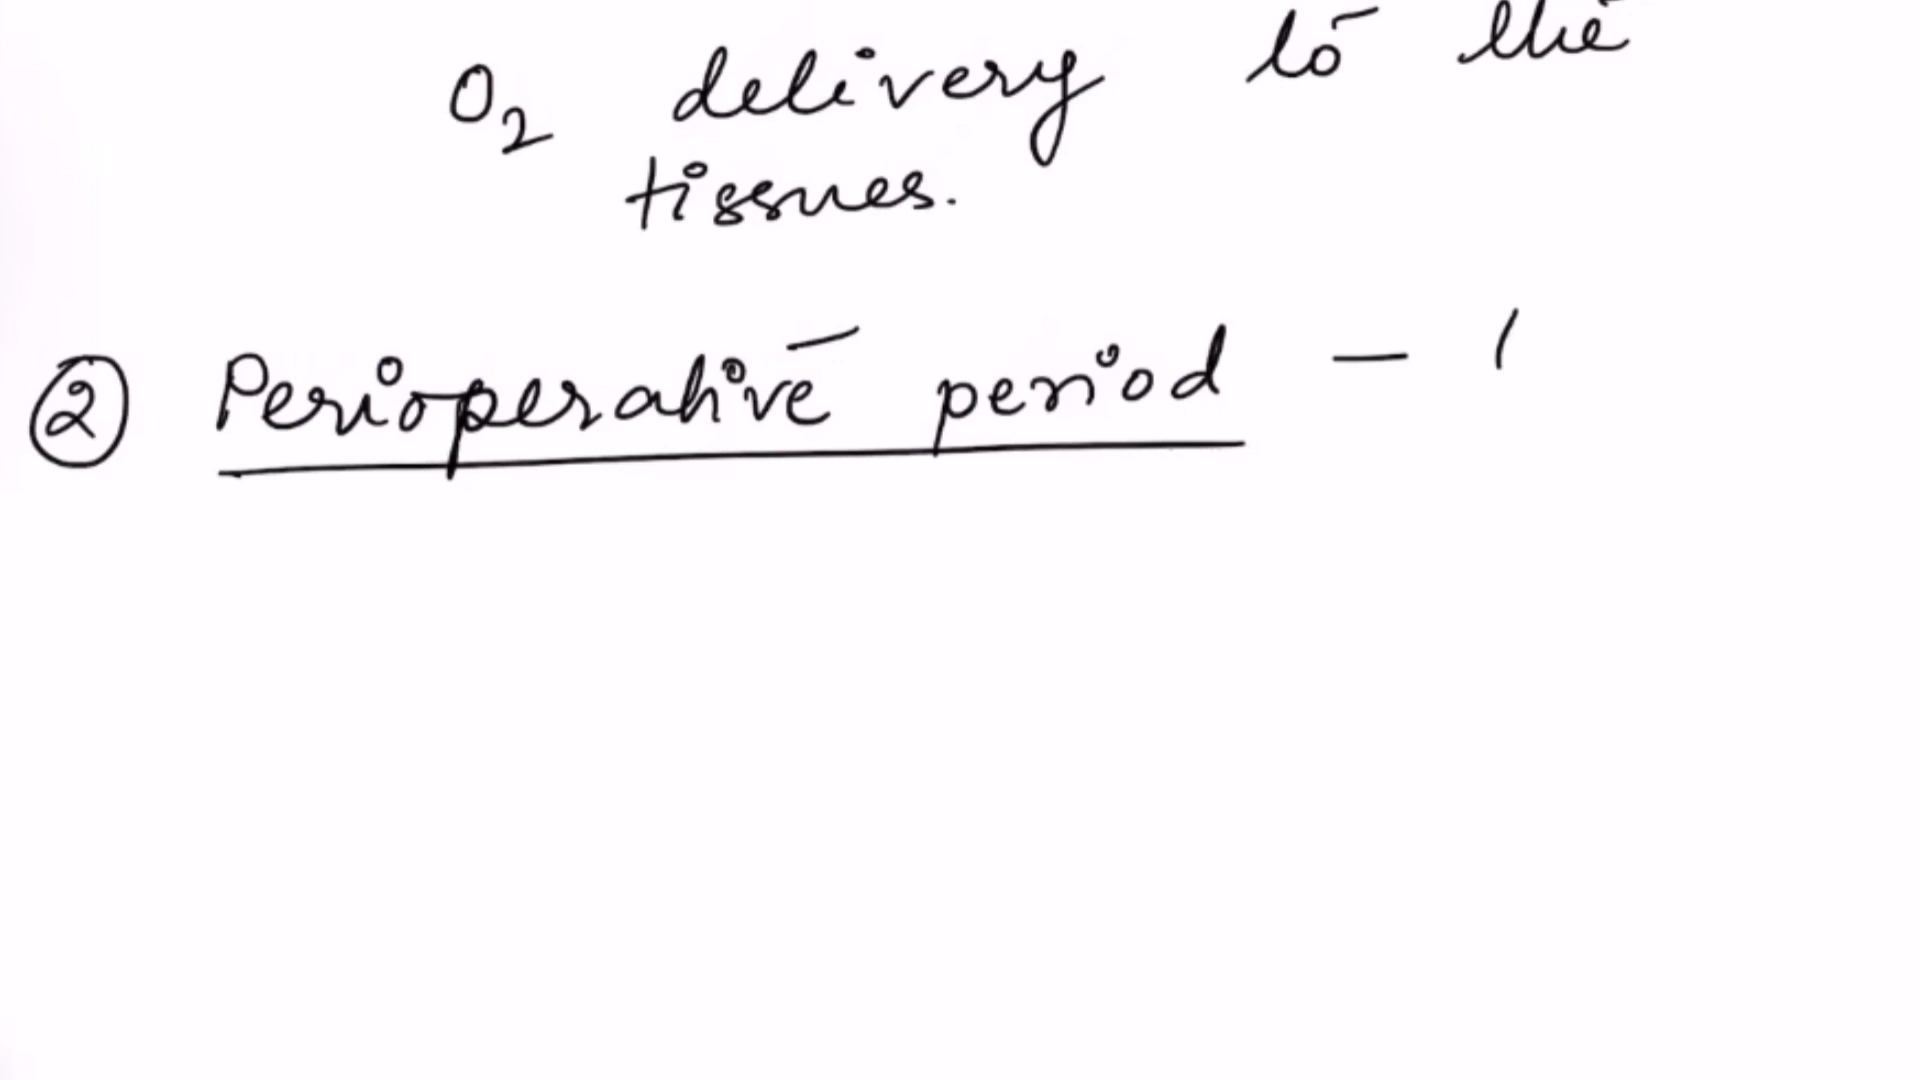 O₂ delivery to the
tissues.
② Perioperative period - (